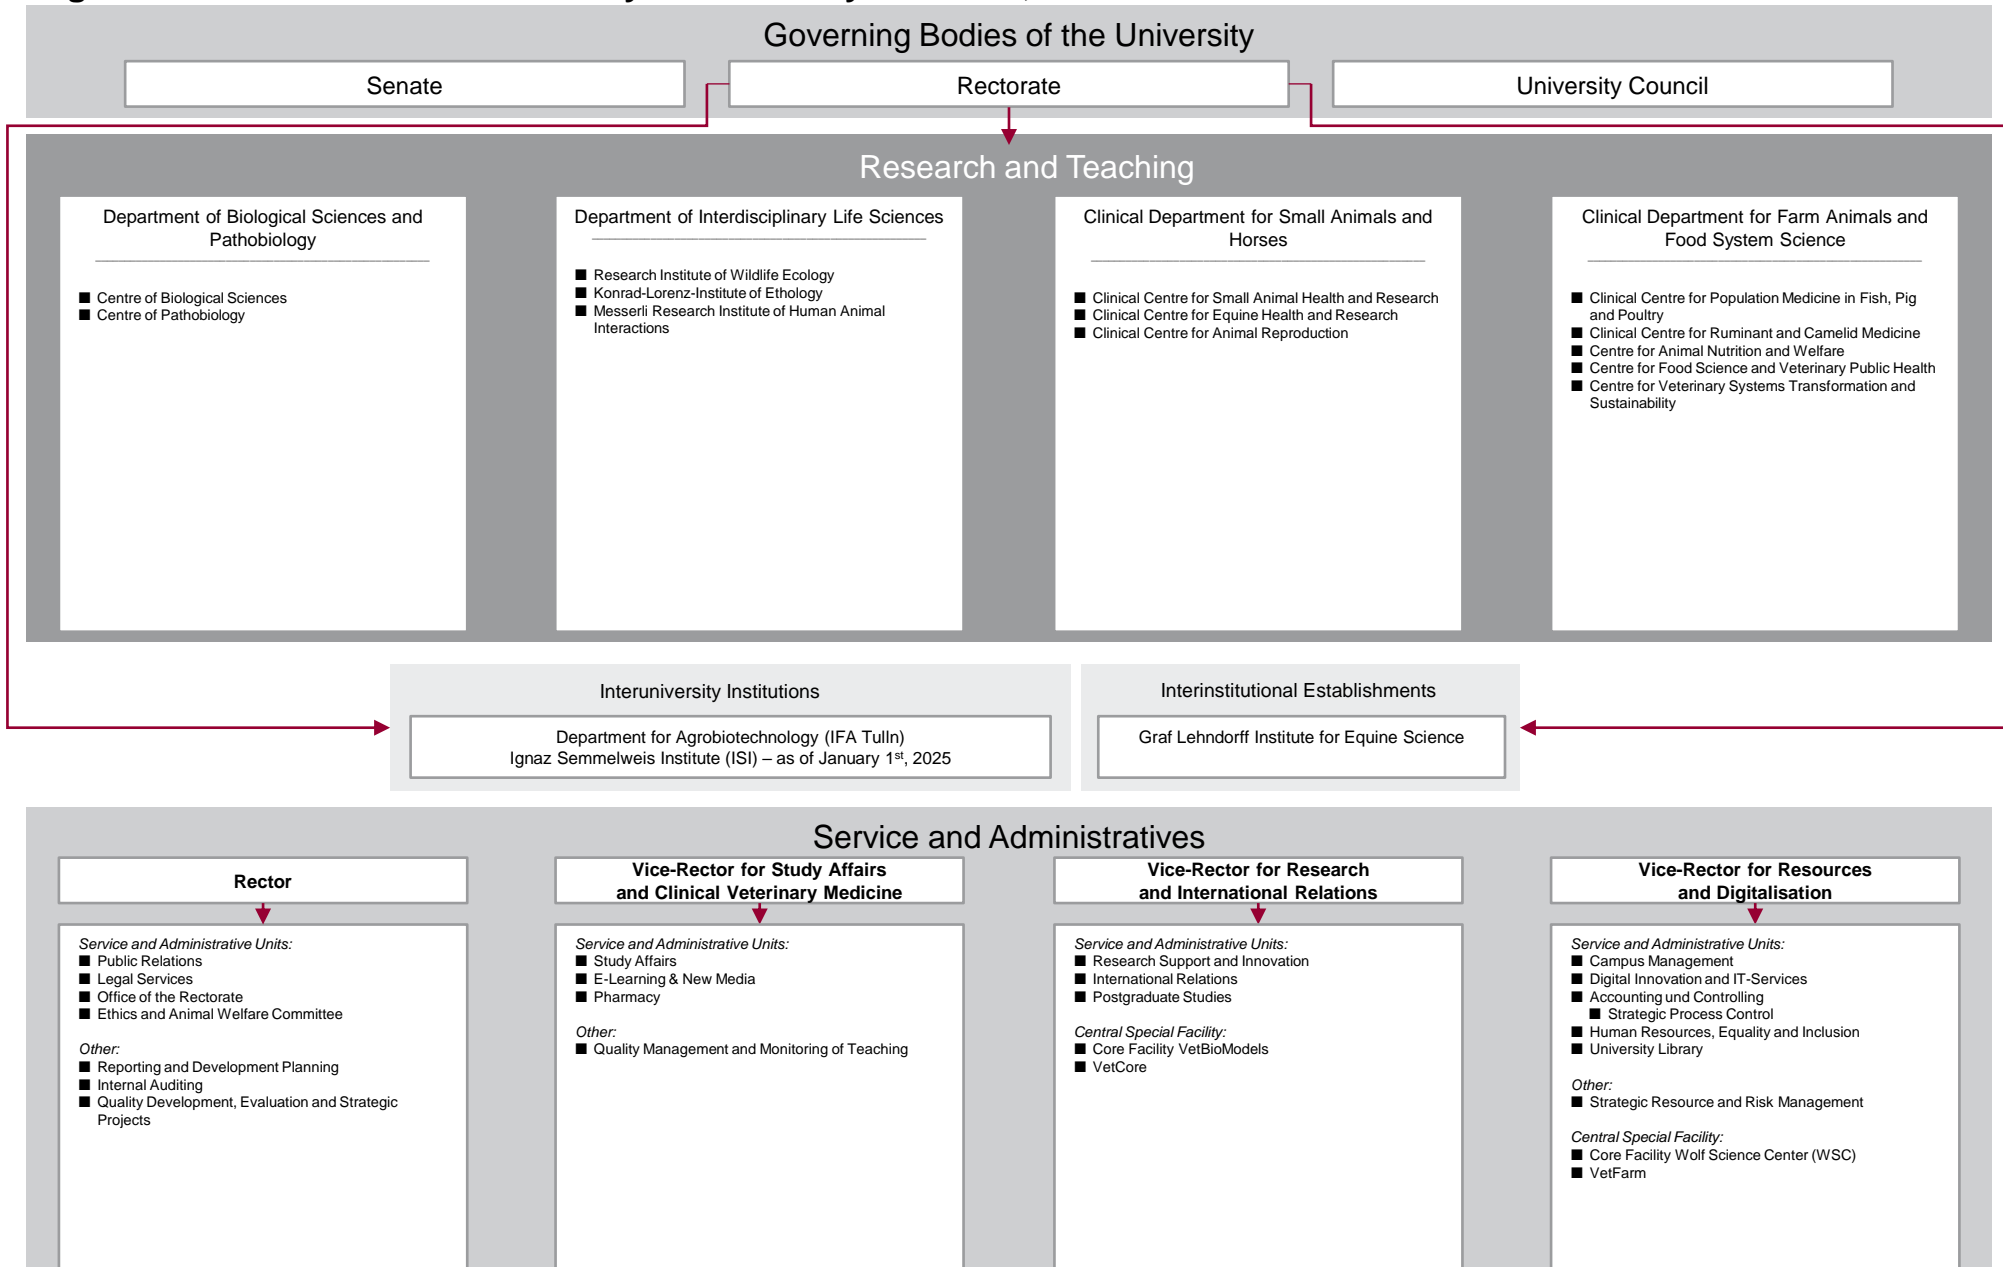 Governing Bodies of the University
Senate
Rectorate
University Council
Research and Teaching
Department of Biological Sciences and
Pathobiology
Centre of Biological Sciences
Centre of Pathobiology
Department of Interdisciplinary Life Sciences
Research Institute of Wildlife Ecology
Konrad-Lorenz-Institute of Ethology
Messerli Research Institute of Human Animal
Interactions
Clinical Department for Small Animals and
Horses
Clinical Centre for Small Animal Health and Research
Clinical Centre for Equine Health and Research
Clinical Centre for Animal Reproduction
Clinical Department for Farm Animals and
Food System Science
Clinical Centre for Population Medicine in Fish, Pig
and Poultry
Clinical Centre for Ruminant and Camelid Medicine
Centre for Animal Nutrition and Welfare
Centre for Food Science and Veterinary Public Health
Centre for Veterinary Systems Transformation and
Sustainability
Interuniversity Institutions
Department for Agrobiotechnology (IFA Tulln)
Ignaz Semmelweis Institute (ISI) – as of January 1st, 2025
Interinstitutional Establishments
Graf Lehndorff Institute for Equine Science
Service and Administratives
Rector
Service and Administrative Units:
Public Relations
Legal Services
Office of the Rectorate
Ethics and Animal Welfare Committee
Other:
Reporting and Development Planning
Internal Auditing
Quality Development, Evaluation and Strategic
Projects
Vice-Rector for Study Affairs
and Clinical Veterinary Medicine
Service and Administrative Units:
Study Affairs
E-Learning & New Media
Pharmacy
Other:
Quality Management and Monitoring of Teaching
Vice-Rector for Research
and International Relations
Service and Administrative Units:
Research Support and Innovation
International Relations
Postgraduate Studies
Central Special Facility:
Core Facility VetBioModels
VetCore
Vice-Rector for Resources
and Digitalisation
Service and Administrative Units:
Campus Management
Digital Innovation and IT-Services
Accounting und Controlling
Strategic Process Control
Human Resources, Equality and Inclusion
University Library
Other:
Strategic Resource and Risk Management
Central Special Facility:
Core Facility Wolf Science Center (WSC)
VetFarm